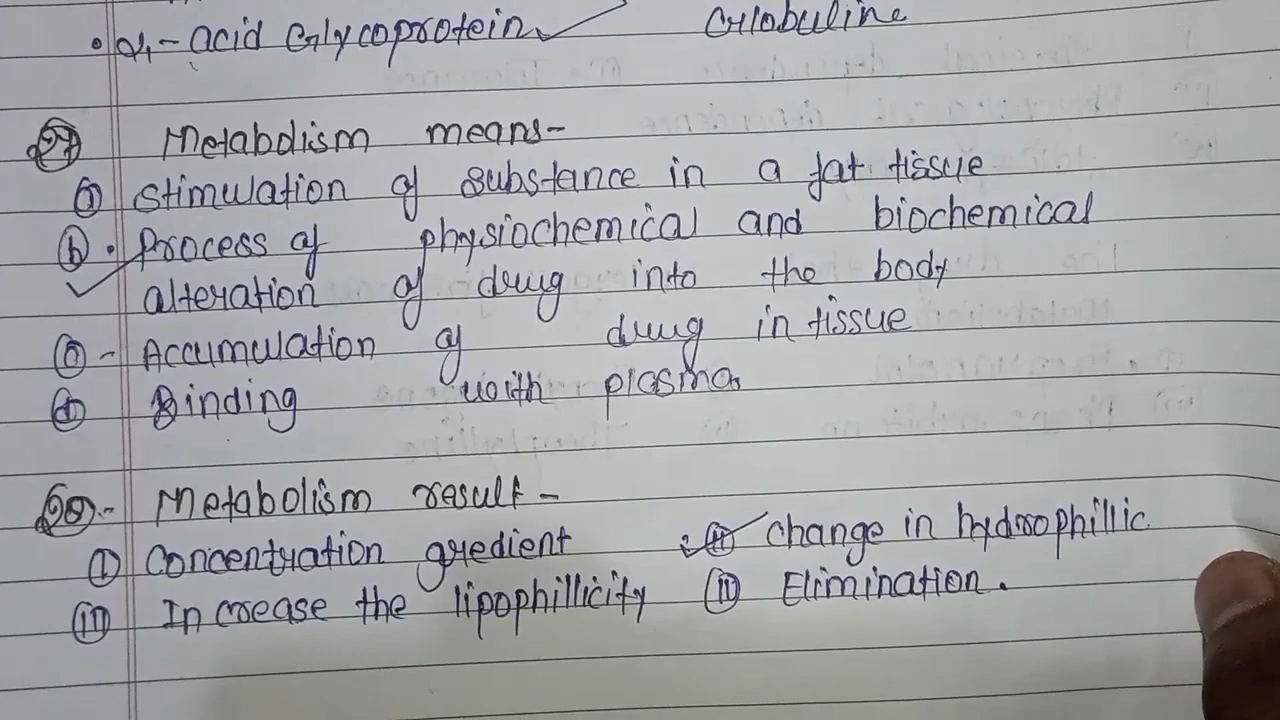 • α1 - acid Glycoprotein ✓ Globuline
27 Metabolism means-
a Stimulation of substance in a fat tissue
b. Process of physiochemical and biochemical
✓ alteration of drug into the body
c - Accumulation of drug in tissue
d Binding with plasma
28.- Metabolism result -
i Concentration gredient ii ✓ change in hydrophillic
iii Increase the lipophillicity iv Elimination.